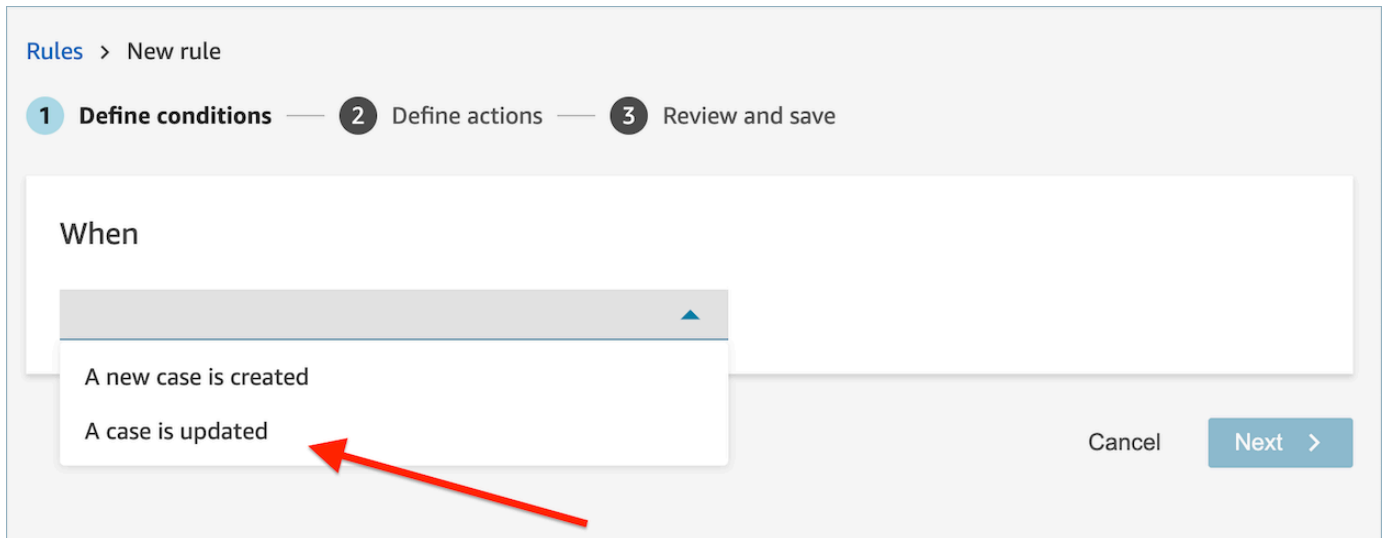 Rules > New rule
1 Define conditions 2 Define actions 3 Review and save
When
A new case is created
A case is updated
Cancel Next >